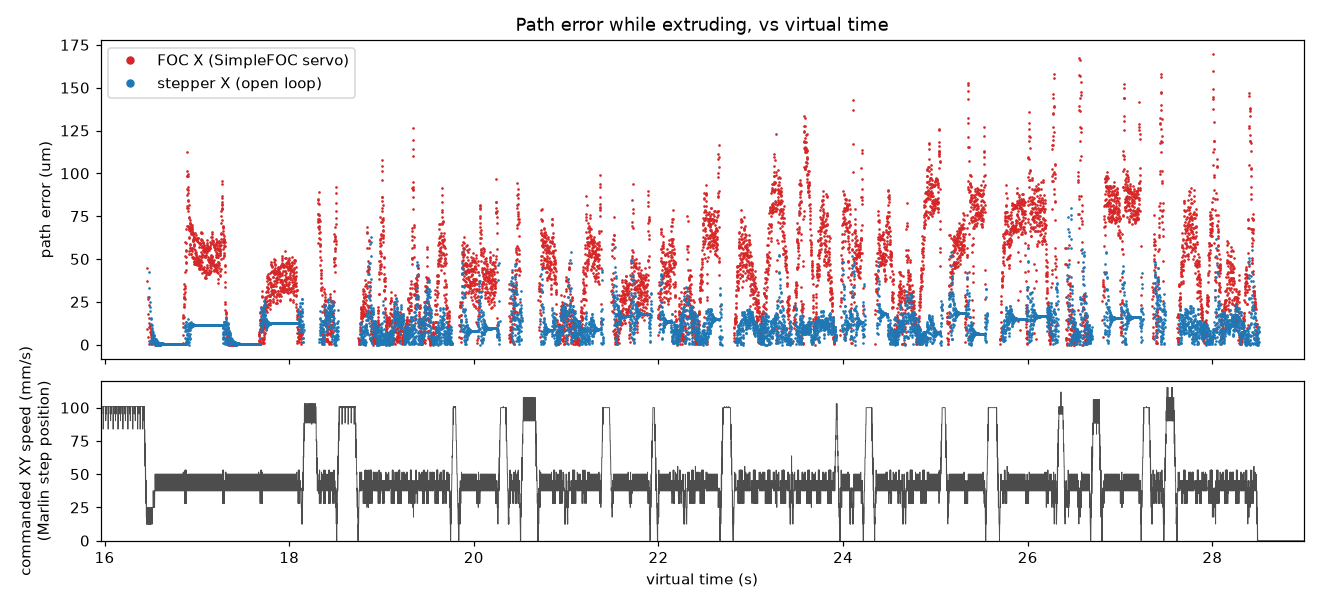 Path error while extruding, vs virtual time
175
150
125
100
75
50
25
0
path error (um)
FOC X (SimpleFOC servo)
stepper X (open loop)
100
75
50
25
0
commanded XY speed (mm/s)
(Marlin step position)
16 18 20 22 24 26 28
virtual time (s)